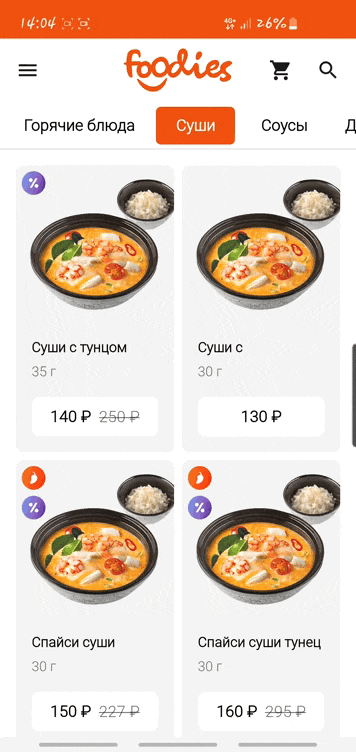 14:04 4G+ 26%
foodies
Горячие блюда Суши Соусы Д
% 
Суши с тунцом Суши с
35 г 30 г
140 ₽ 250 ₽ 130 ₽
% %
Спайси суши Спайси суши тунец
30 г 30 г
150 ₽ 227 ₽ 160 ₽ 295 ₽